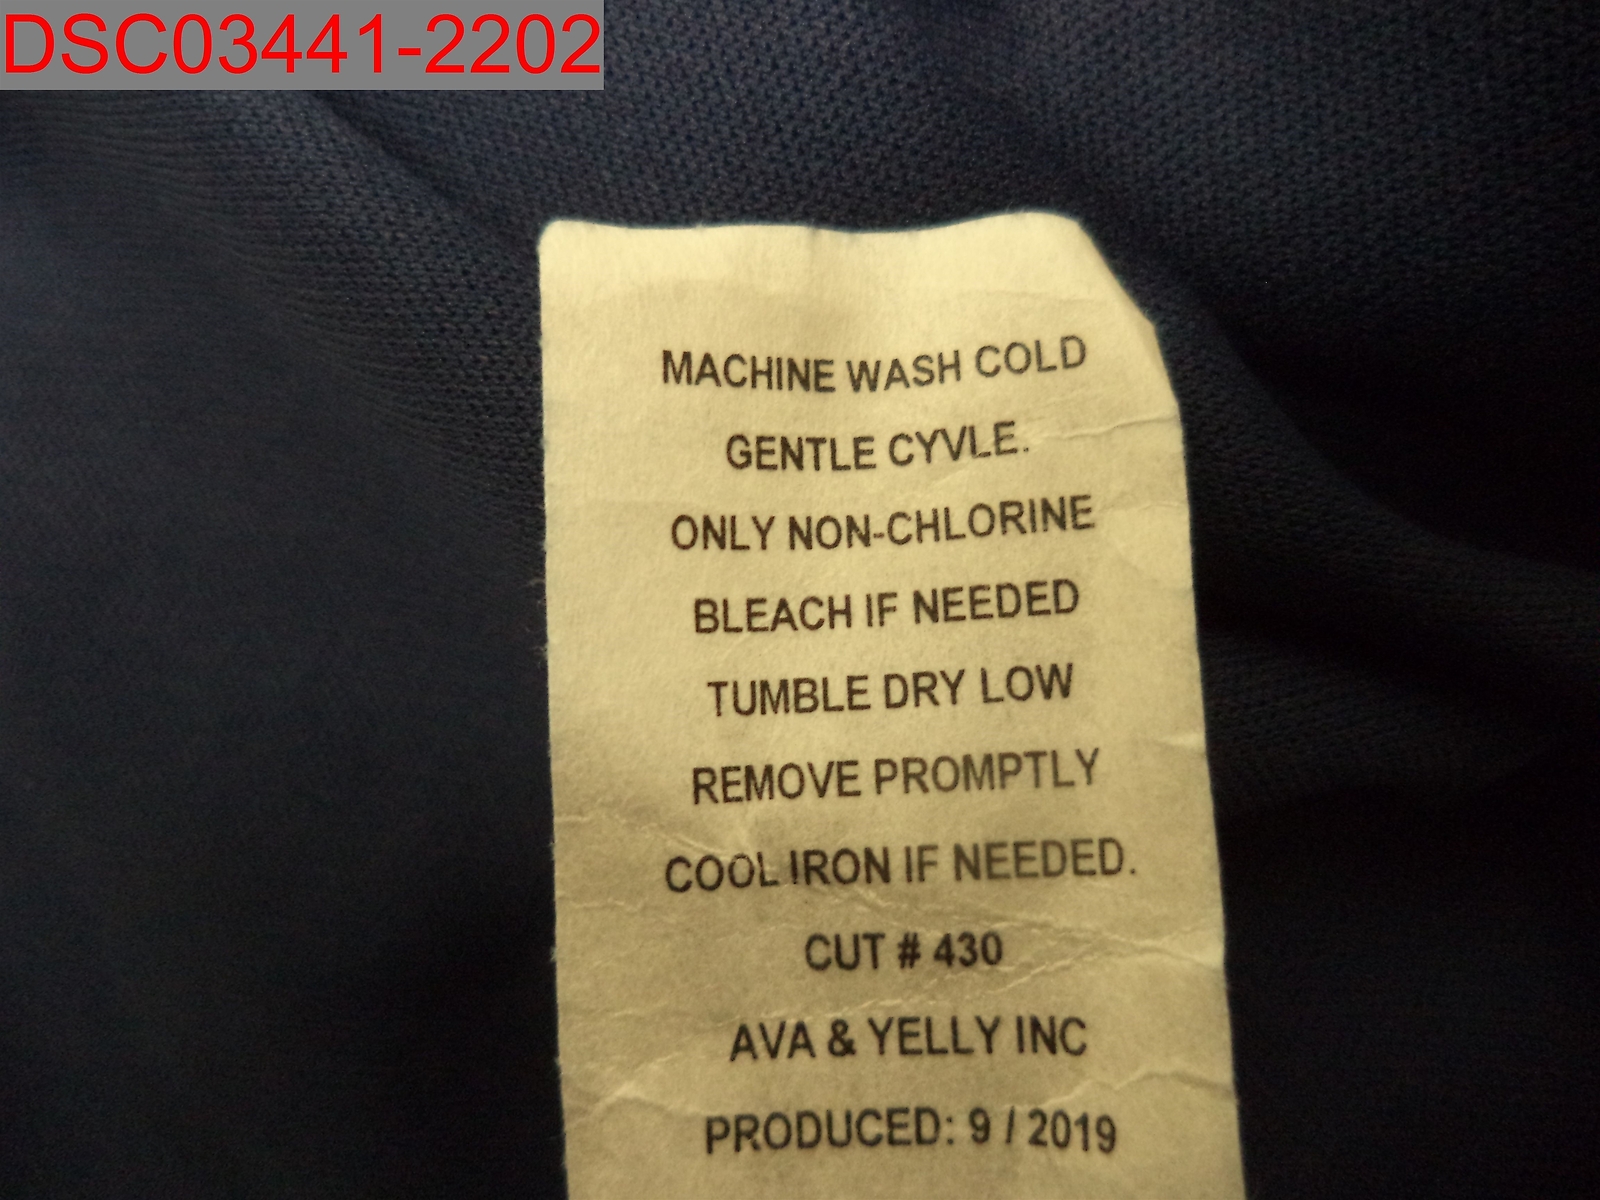 DSC03441-2202
MACHINE WASH COLD
GENTLE CYVLE.
ONLY NON-CHLORINE
BLEACH IF NEEDED
TUMBLE DRY LOW
REMOVE PROMPTLY
COOL IRON IF NEEDED.
CUT # 430
AVA & YELLY INC
PRODUCED: 9 / 2019